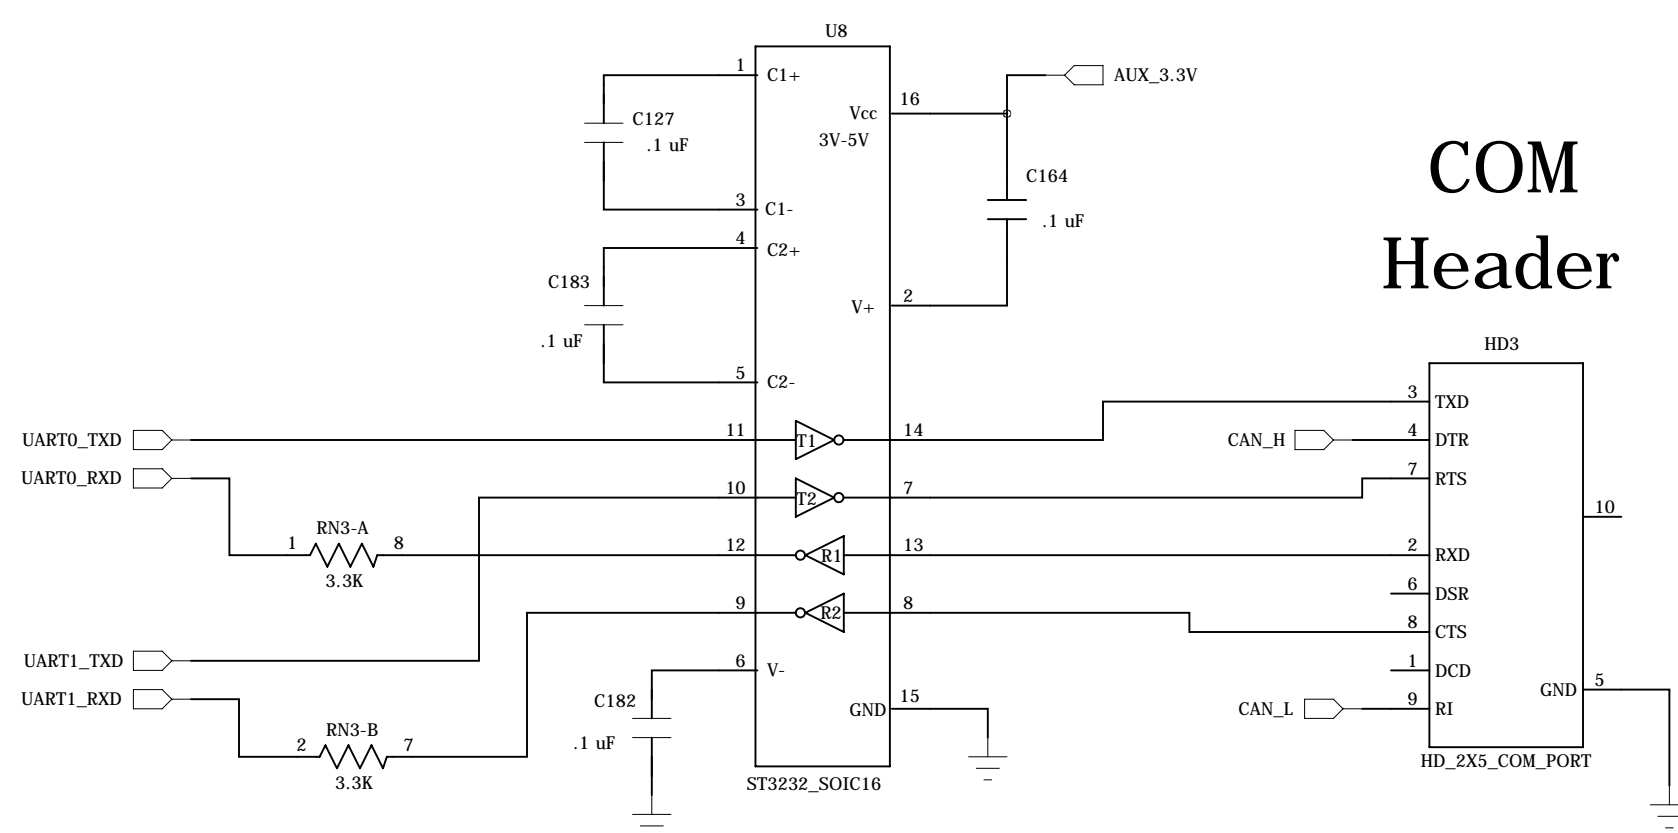 U8
1 C1+
AUX_3.3V
16
Vcc
3V-5V
C127
.1 uF
COM
Header
C164
.1 uF
3 C1-
4 C2+
C183
.1 uF
2
V+
5 C2-
HD3
3 TXD
UART0_TXD
11 T1 14
CAN_H
4 DTR
UART0_RXD
7 RTS
10 T2 7
10
RN3-A
1 8
3.3K
12 R1 13
2 RXD
6 DSR
9 R2 8
8 CTS
UART1_TXD
6 V-
1 DCD
UART1_RXD
C182
.1 uF
15
GND
GND 5
CAN_L
9 RI
RN3-B
2 7
3.3K
ST3232_SOIC16
HD_2X5_COM_PORT